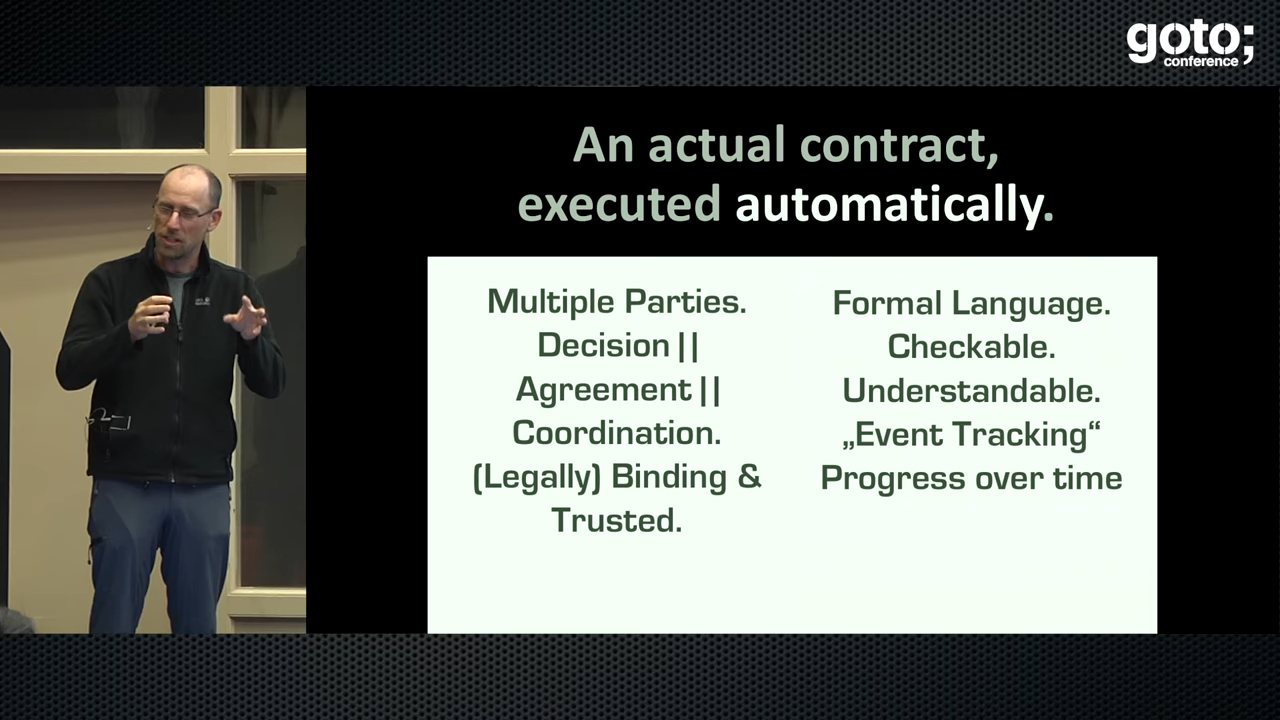 goto;
conference
An actual contract,
executed automatically.
Multiple Parties.
Decision ||
Agreement ||
Coordination.
(Legally) Binding &
Trusted.
Formal Language.
Checkable.
Understandable.
„Event Tracking“
Progress over time